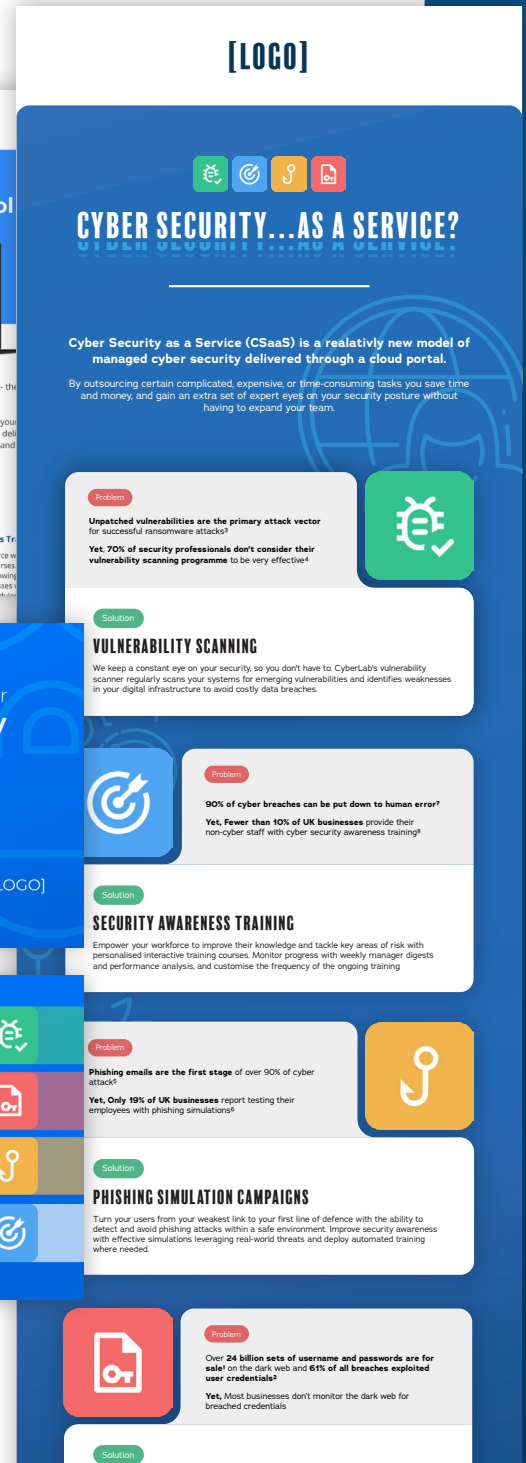 [LOGO]
CYBER SECURITY...AS A SERVICE?
Cyber Security as a Service (CSaaS) is a realativly new model of
managed cyber security delivered through a cloud portal.
By outsourcing certain complicated, expensive, or time-consuming tasks you save time
and money, and gain an extra set of expert eyes on your security posture without
having to expand your team.
Problem
Unpatched vulnerabilities are the primary attack vector
for successful ransomware attacks³
Yet, 70% of security professionals don't consider their
vulnerability scanning programme to be very effective⁴
Solution
VULNERABILITY SCANNING
We keep a constant eye on your security, so you don't have to. CyberLab's vulnerability
scanner regularly scans your systems for emerging vulnerabilities and identifies weaknesses
in your digital infrastructure to avoid costly data breaches.
Problem
90% of cyber breaches can be put down to human error⁷
Yet, Fewer than 10% of UK businesses provide their
non-cyber staff with cyber security awareness training⁸
Solution
SECURITY AWARENESS TRAINING
Empower your workforce to improve their knowledge and tackle key areas of risk with
personalised interactive training courses. Monitor progress with weekly manager digests
and performance analysis, and customise the frequency of the ongoing training
LOGO]
Problem
Phishing emails are the first stage of over 90% of cyber
attack⁵
Yet, Only 19% of UK businesses report testing their
employees with phishing simulations⁶
Solution
PHISHING SIMULATION CAMPAIGNS
Turn your users from your weakest link to your first line of defence with the ability to
detect and avoid phishing attacks within a safe environment. Improve security awareness
with effective simulations leveraging real-world threats and deploy automated training
where needed.
Problem
Over 24 billion sets of username and passwords are for
sale¹ on the dark web and 61% of all breaches exploited
user credentials²
Yet, Most businesses don't monitor the dark web for
breached credentials
Solution